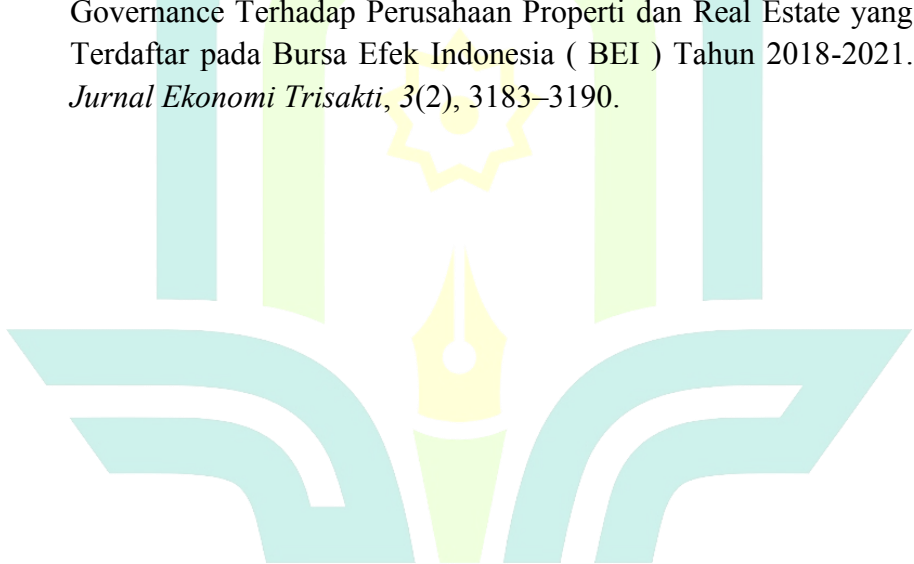 Governance Terhadap Perusahaan Properti dan Real Estate yang
Terdaftar pada Bursa Efek Indonesia ( BEI ) Tahun 2018-2021.
Jurnal Ekonomi Trisakti, 3(2), 3183–3190.